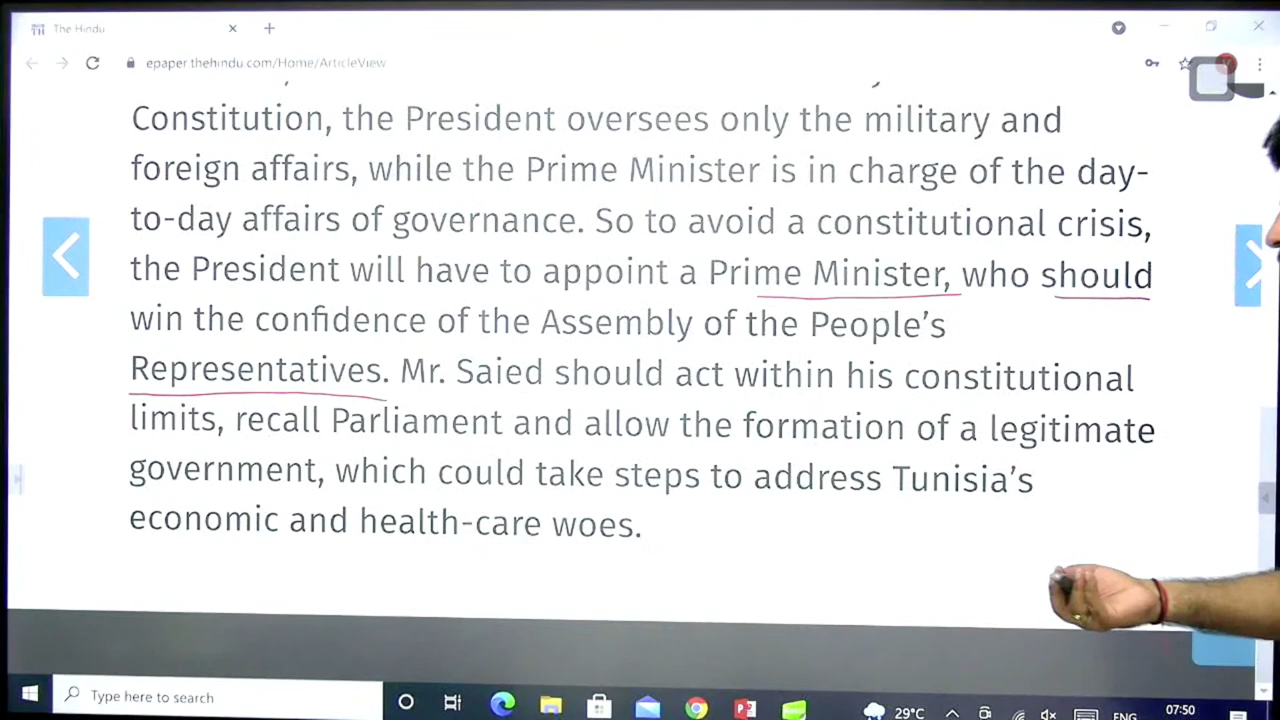 The Hindu
epaper.thehindu.com/Home/ArticleView
Constitution, the President oversees only the military and
foreign affairs, while the Prime Minister is in charge of the day-
to-day affairs of governance. So to avoid a constitutional crisis,
the President will have to appoint a Prime Minister, who should
win the confidence of the Assembly of the People’s
Representatives. Mr. Saied should act within his constitutional
limits, recall Parliament and allow the formation of a legitimate
government, which could take steps to address Tunisia’s
economic and health-care woes.
Type here to search
29°C
ENG
07:50